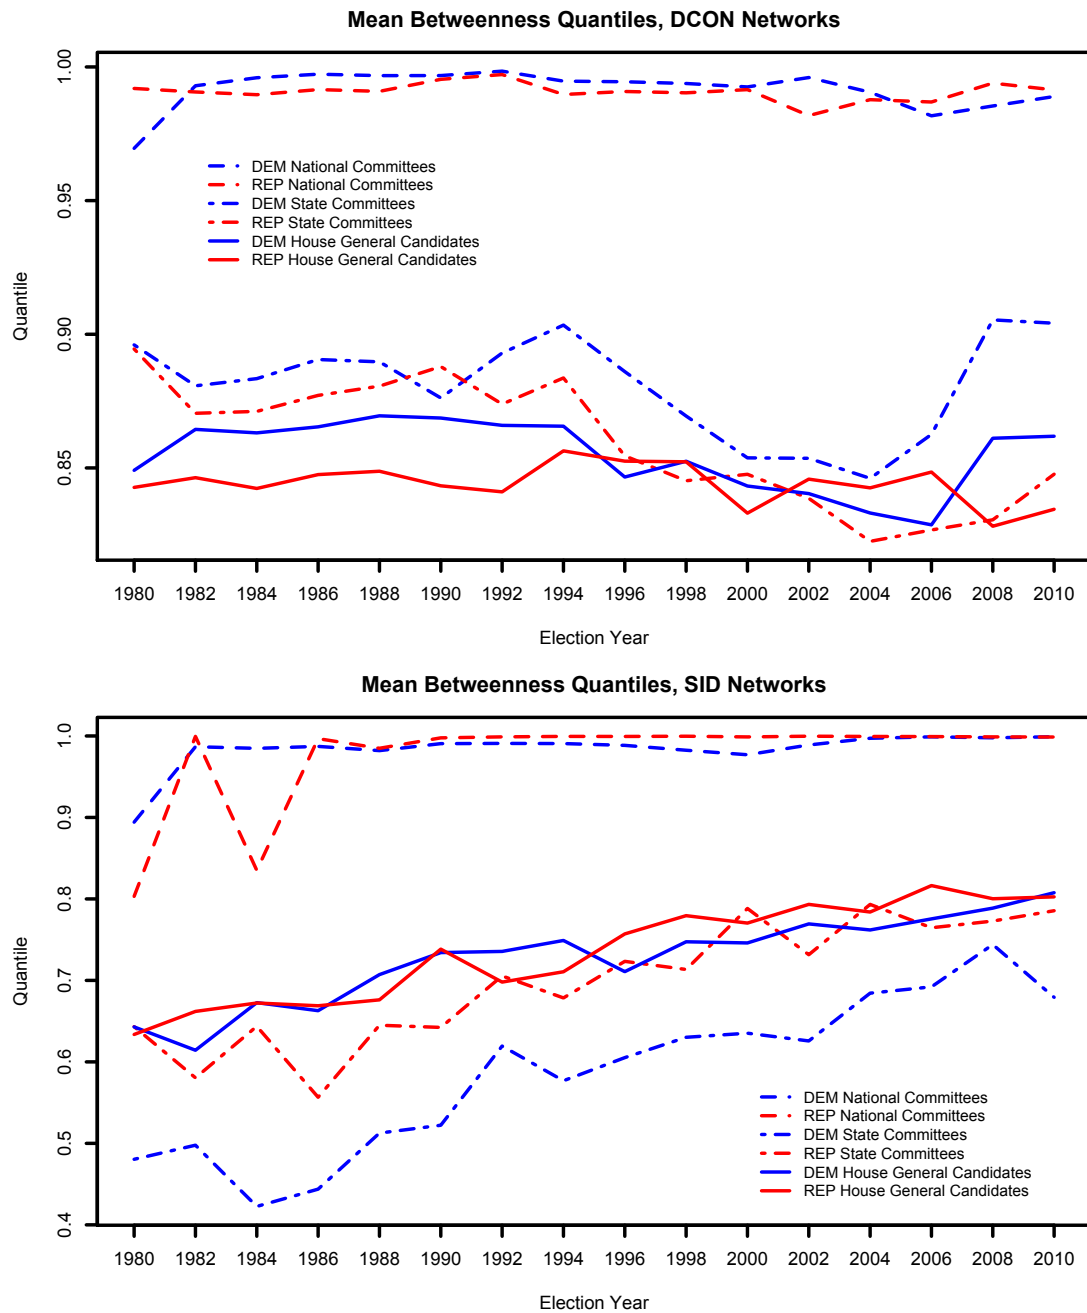 Mean Betweenness Quantiles, DCON Networks
1.00
0.95
0.90
0.85
Quantile
DEM National Committees
REP National Committees
DEM State Committees
REP State Committees
DEM House General Candidates
REP House General Candidates
1980 1982 1984 1986 1988 1990 1992 1994 1996 1998 2000 2002 2004 2006 2008 2010
Election Year
Mean Betweenness Quantiles, SID Networks
1.0
0.9
0.8
0.7
0.6
0.5
0.4
Quantile
DEM National Committees
REP National Committees
DEM State Committees
REP State Committees
DEM House General Candidates
REP House General Candidates
1980 1982 1984 1986 1988 1990 1992 1994 1996 1998 2000 2002 2004 2006 2008 2010
Election Year